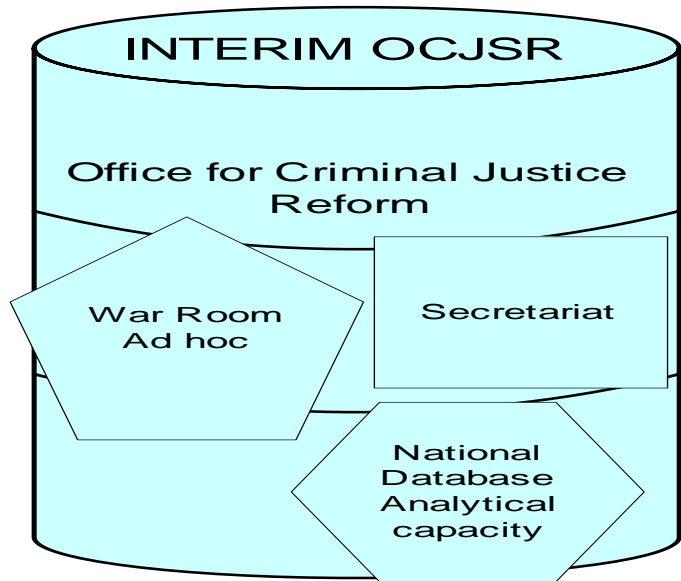 INTERIM OCJSR
Office for Criminal Justice
Reform
War Room
Ad hoc
Secretariat
National
Database
Analytical
capacity